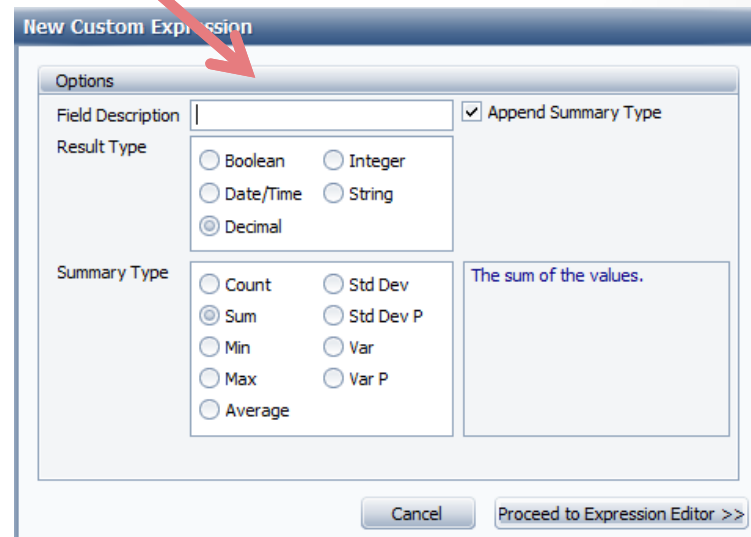 New Custom Expression
Options
Field Description
Append Summary Type
Result Type
Boolean Integer
Date/Time String
Decimal
Summary Type
Count Std Dev
Sum Std Dev P
Min Var
Max Var P
Average
The sum of the values.
Cancel Proceed to Expression Editor >>